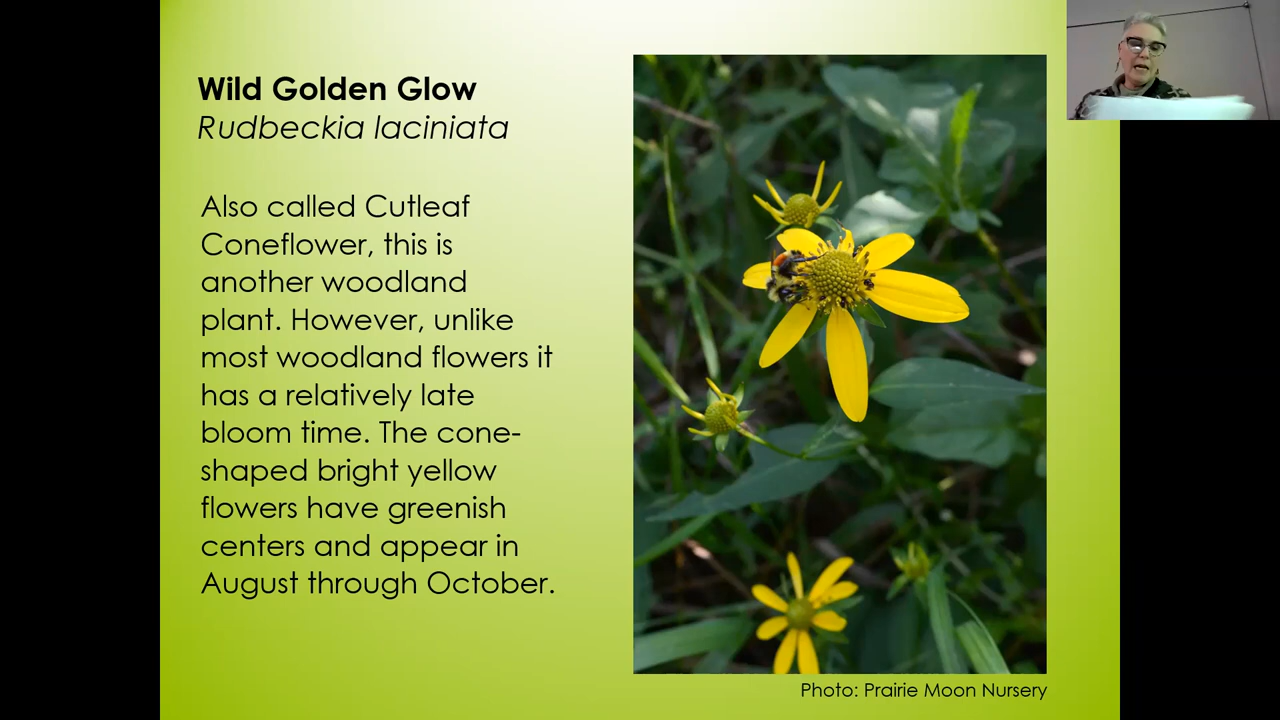 Wild Golden Glow
Rudbeckia laciniata
Also called Cutleaf
Coneflower, this is
another woodland
plant. However, unlike
most woodland flowers it
has a relatively late
bloom time. The cone-
shaped bright yellow
flowers have greenish
centers and appear in
August through October.
Photo: Prairie Moon Nursery